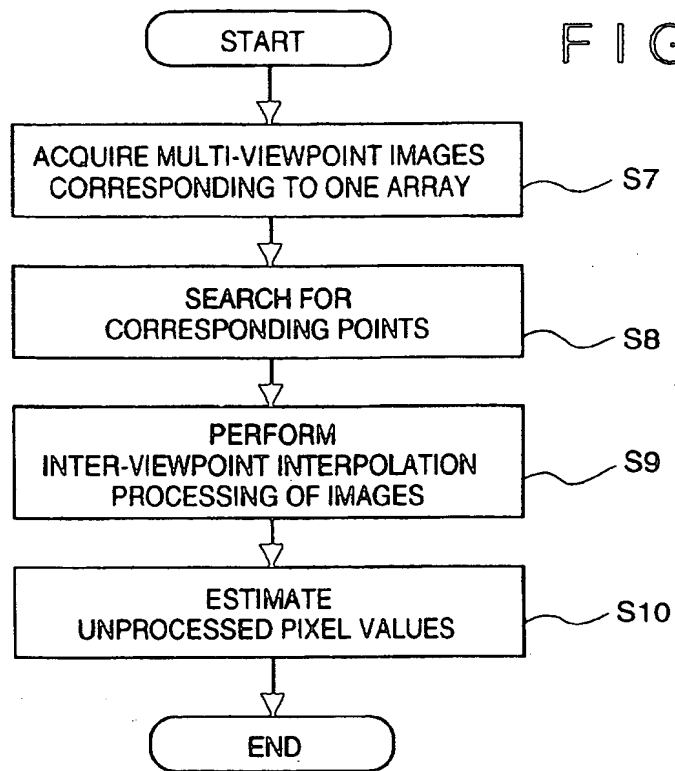 START
FIG
ACQUIRE MULTI-VIEWPOINT IMAGES
CORRESPONDING TO ONE ARRAY
S7
SEARCH FOR
CORRESPONDING POINTS
S8
PERFORM
INTER-VIEWPOINT INTERPOLATION
PROCESSING OF IMAGES
S9
ESTIMATE
UNPROCESSED PIXEL VALUES
S10
END